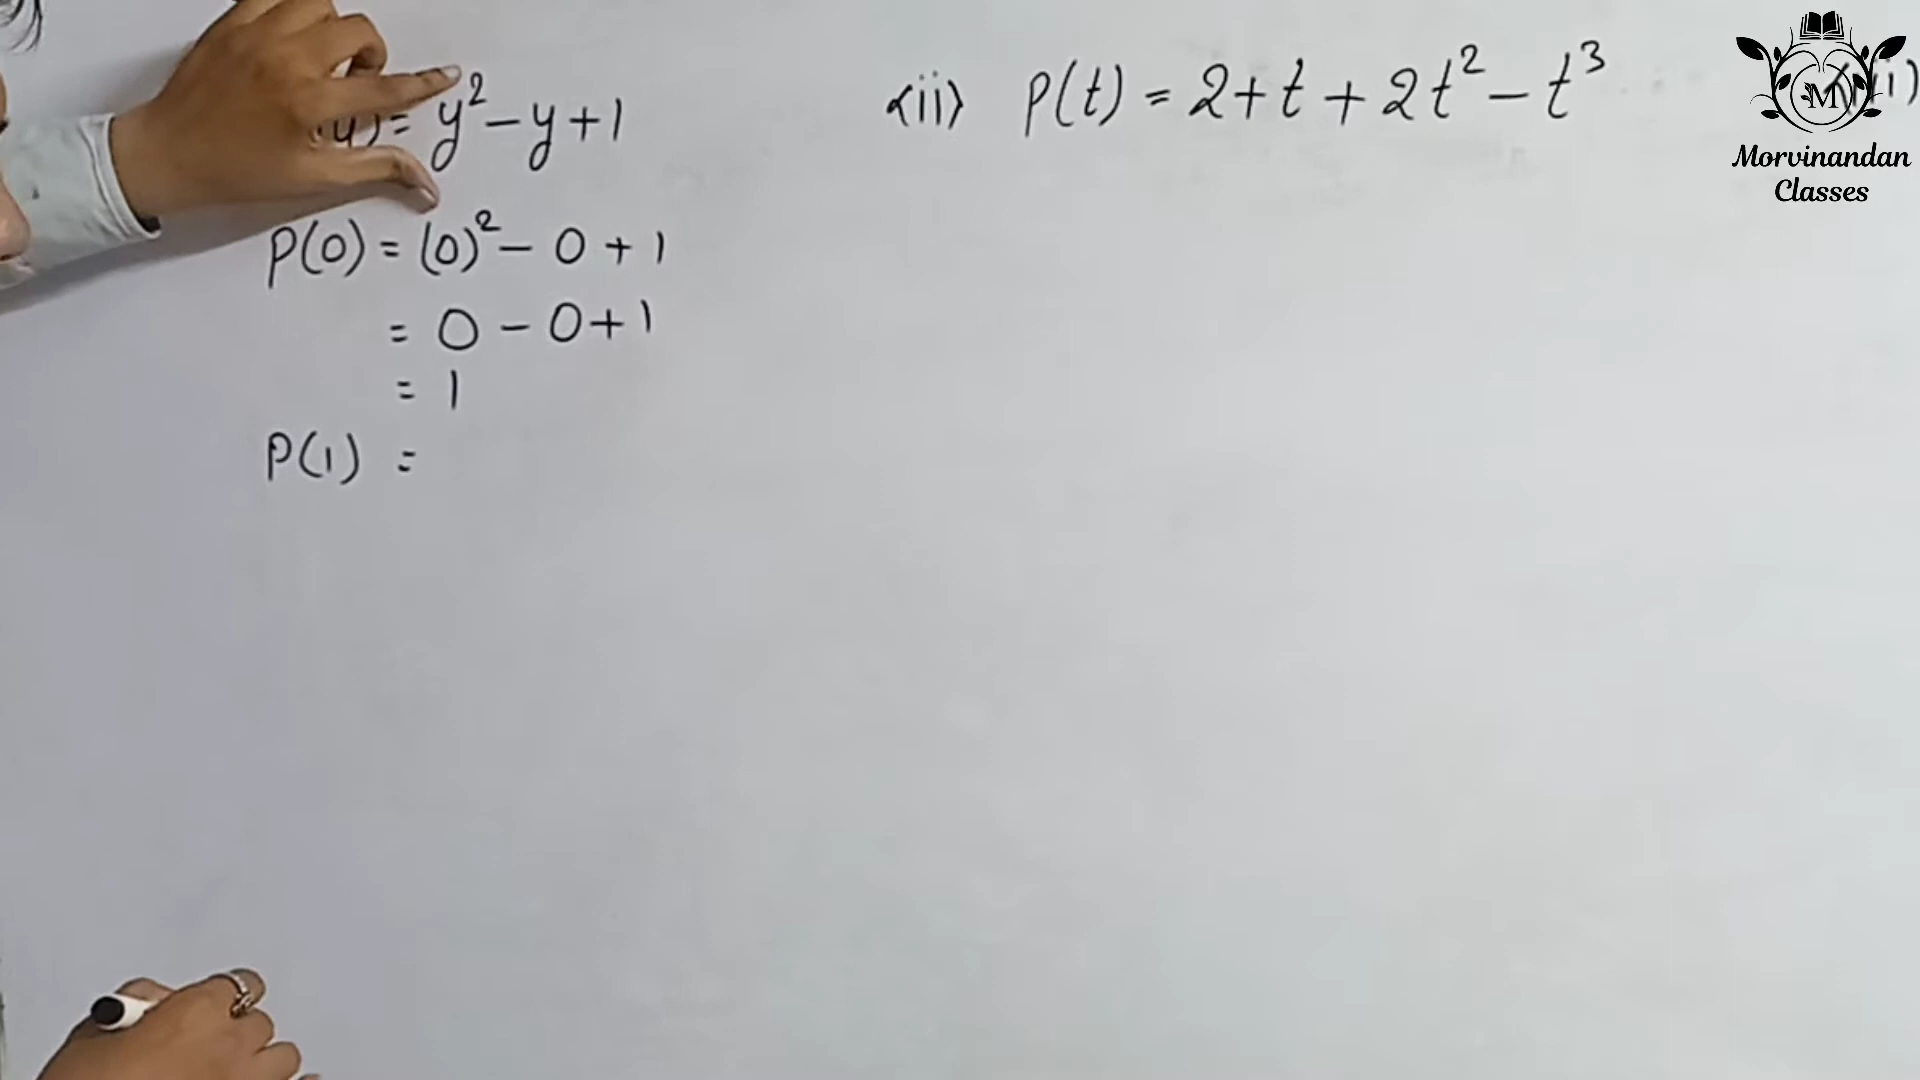 (y) = y² - y + 1
P(0) = (0)² - 0 + 1
= 0 - 0 + 1
= 1
P(1) =
(ii) P(t) = 2 + t + 2t² - t³
M
Morvinandan
Classes